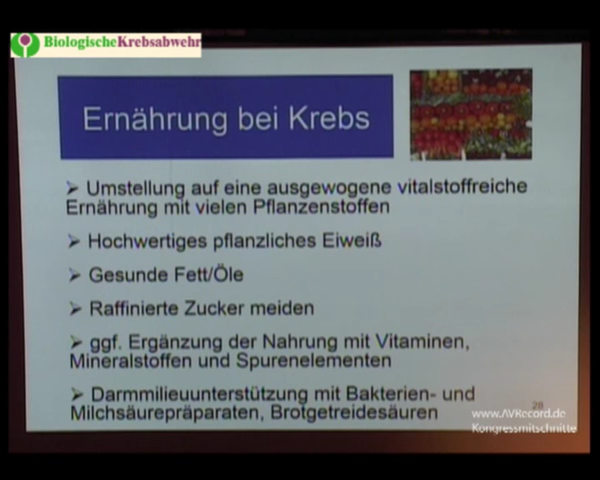 BiologischeKrebsabwehr
Ernährung bei Krebs
➤ Umstellung auf eine ausgewogene vitalstoffreiche
Ernährung mit vielen Pflanzenstoffen
➤ Hochwertiges pflanzliches Eiweiß
➤ Gesunde Fett/Öle
➤ Raffinierte Zucker meiden
➤ ggf. Ergänzung der Nahrung mit Vitaminen,
Mineralstoffen und Spurenelementen
➤ Darmmilieuunterstützung mit Bakterien- und
Milchsäurepräparaten, Brotgetreidesäuren
28
www.AVRecord.de
Kongressmitschnitte